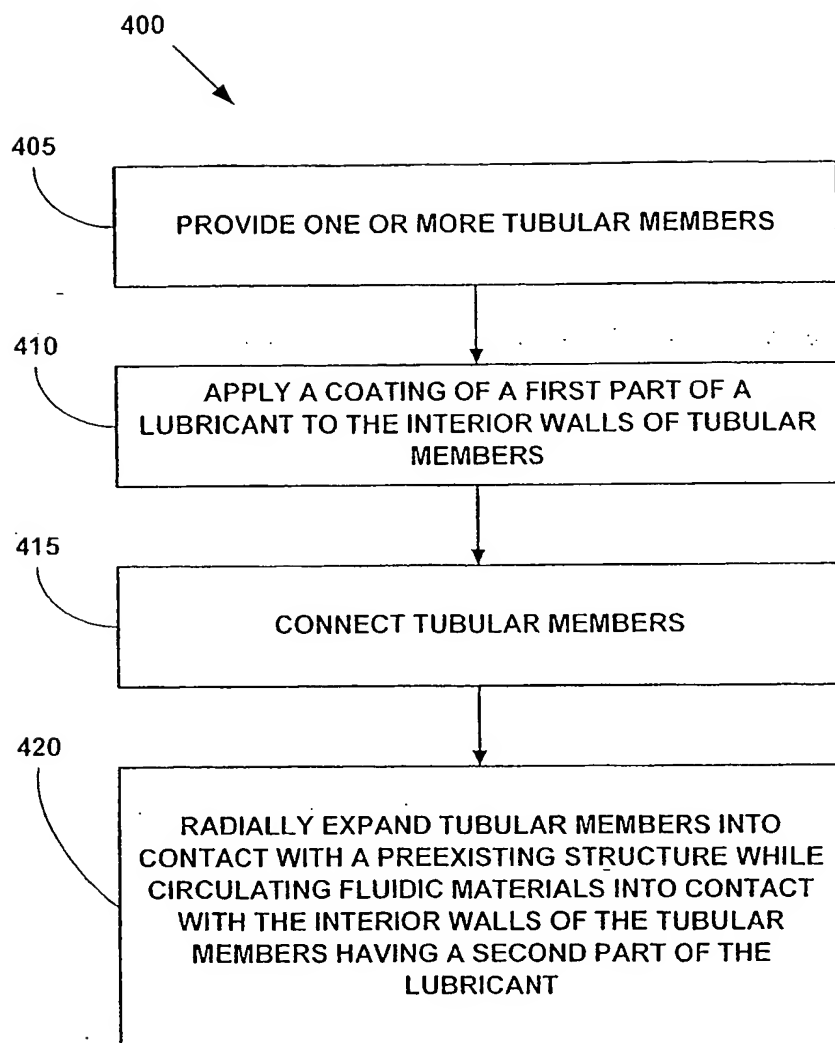 400
405
PROVIDE ONE OR MORE TUBULAR MEMBERS
410
APPLY A COATING OF A FIRST PART OF A
LUBRICANT TO THE INTERIOR WALLS OF TUBULAR
MEMBERS
415
CONNECT TUBULAR MEMBERS
420
RADIALLY EXPAND TUBULAR MEMBERS INTO
CONTACT WITH A PREEXISTING STRUCTURE WHILE
CIRCULATING FLUIDIC MATERIALS INTO CONTACT
WITH THE INTERIOR WALLS OF THE TUBULAR
MEMBERS HAVING A SECOND PART OF THE
LUBRICANT